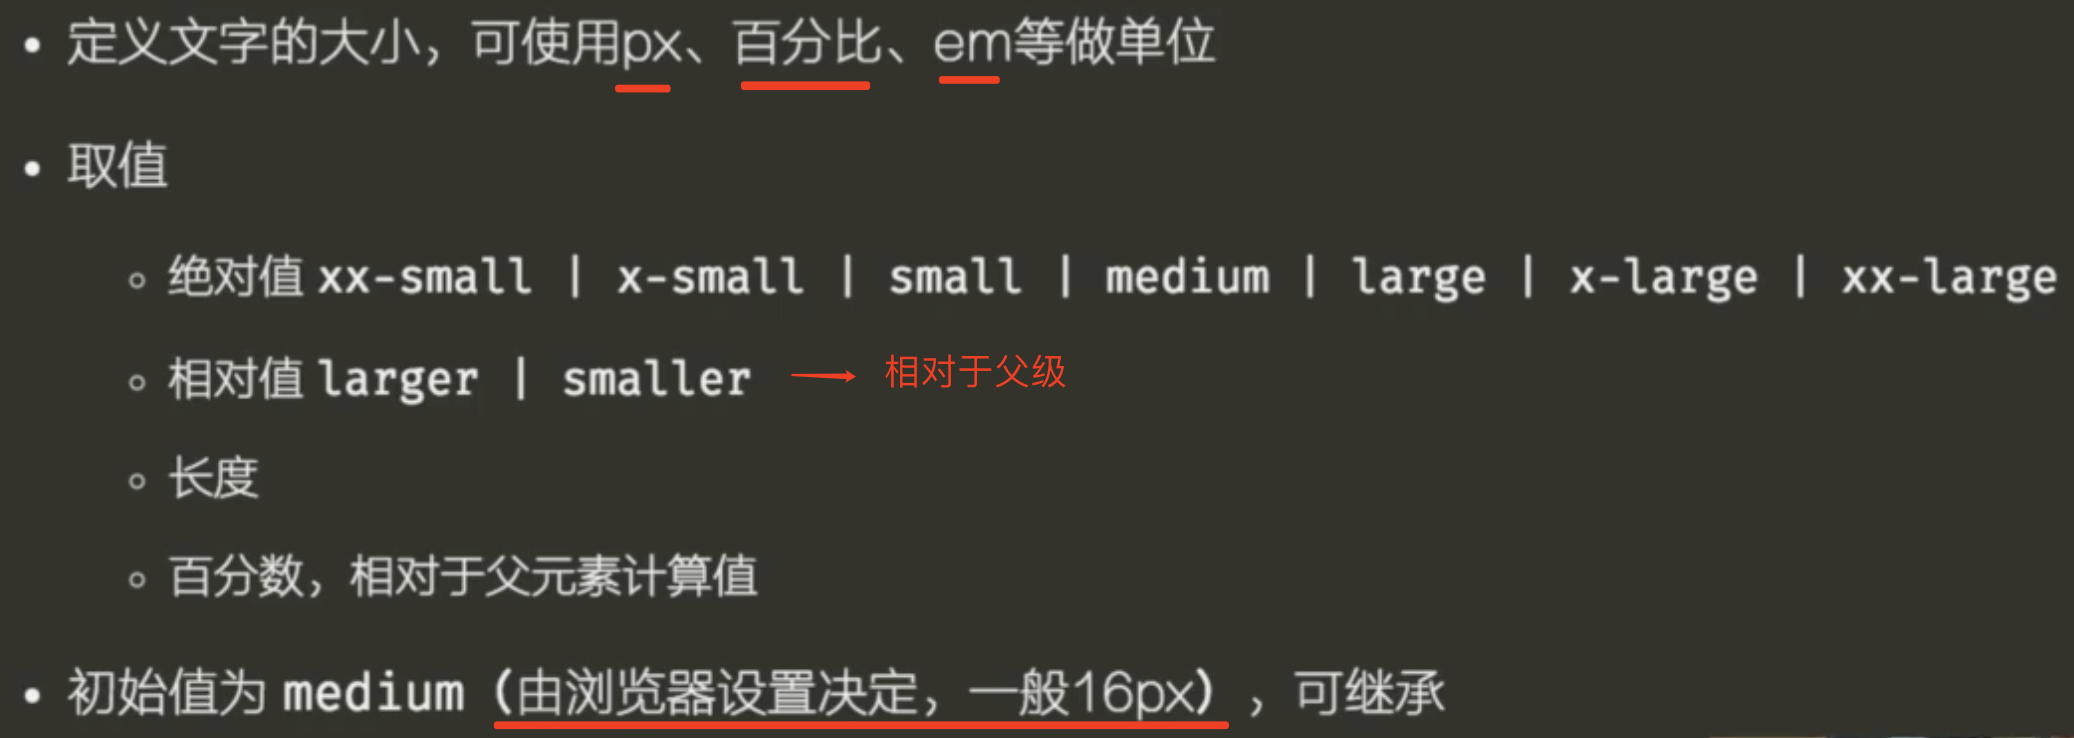 • 定义文字的大小，可使用px、百分比、em等做单位
• 取值
◦ 绝对值 xx-small | x-small | small | medium | large | x-large | xx-large
◦ 相对值 larger | smaller → 相对于父级
◦ 长度
◦ 百分数，相对于父元素计算值
• 初始值为 medium（由浏览器设置决定，一般16px），可继承